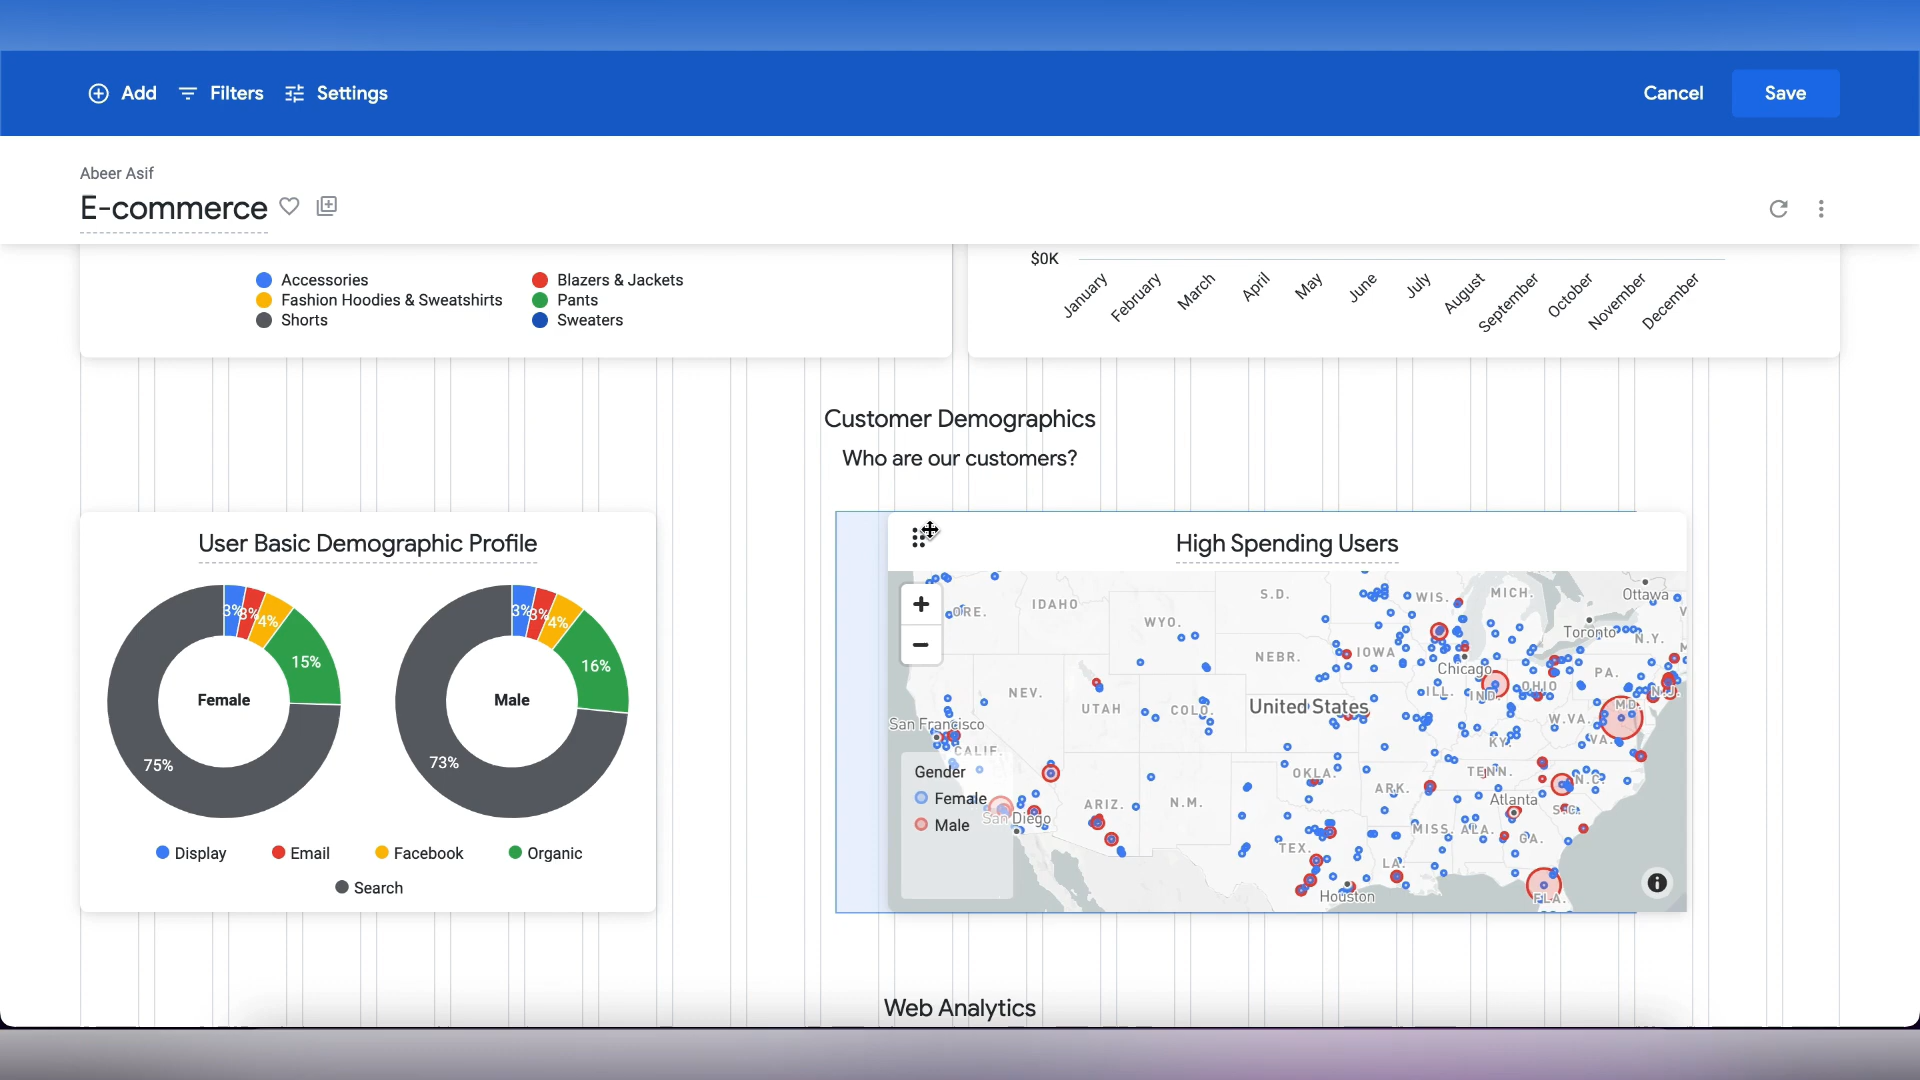 Add Filters Settings Cancel Save
Abeer Asif
E-commerce
Accessories Blazers & Jackets
Fashion Hoodies & Sweatshirts Pants
Shorts Sweaters
$0K
January February March April May June July August September October November December
Customer Demographics
Who are our customers?
User Basic Demographic Profile
3% 3% 4% 15% 75%
Female
3% 3% 4% 16% 73%
Male
Display Email Facebook Organic
Search
High Spending Users
+
−
ORE. IDAHO S.D. WIS. MICH. Ottawa
WYO. Toronto N.Y.
NEBR. IOWA Chicago PA.
NEV. UTAH COLO. United States ILL. IND. OHIO N.J.
San Francisco W.VA. MD.
CALIF. KY. VA.
OKLA. TENN. N.C.
ARIZ. N.M. ARK. Atlanta S.C.
San Diego MISS. ALA. GA.
TEX. LA.
Houston FLA.
Gender
Female
Male
Web Analytics